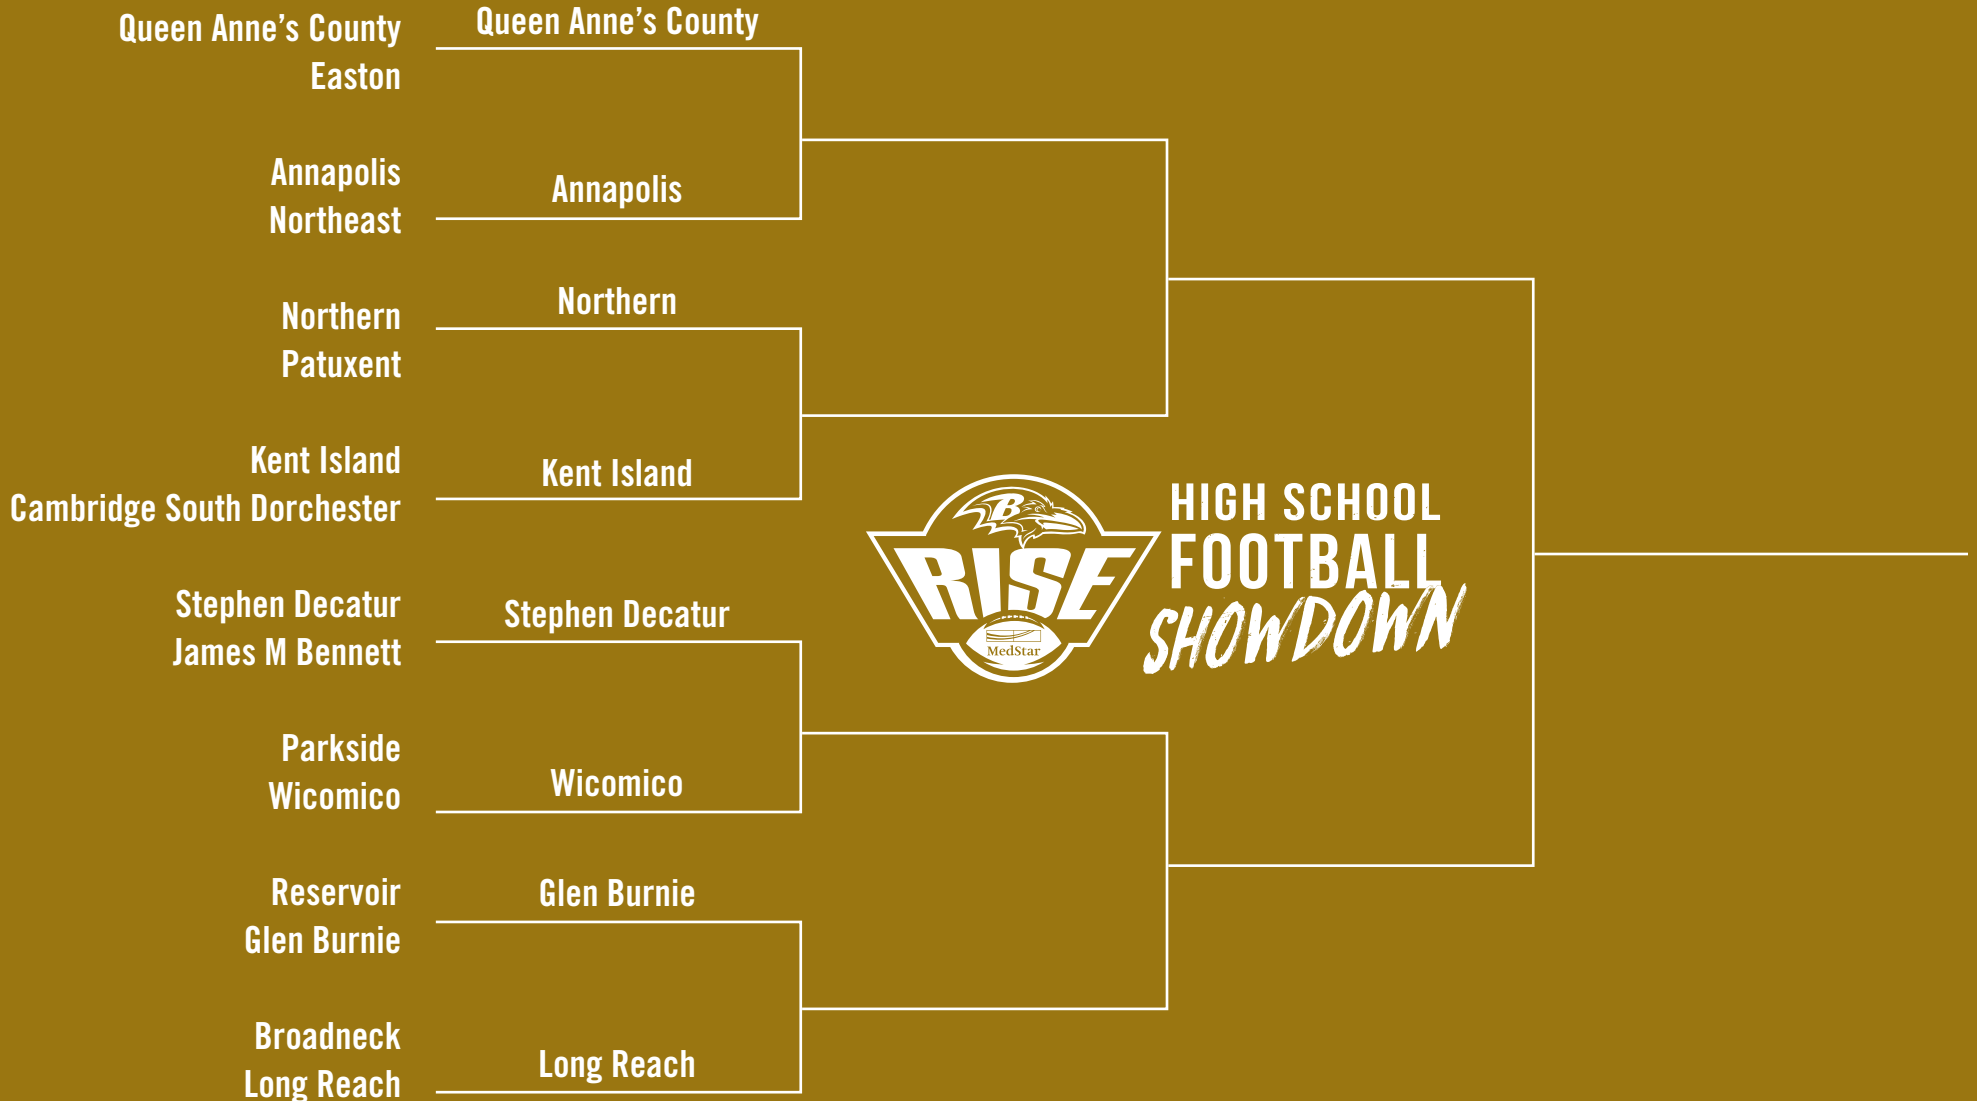 Queen Anne’s County
Easton
Annapolis
Northeast
Northern
Patuxent
Kent Island
Cambridge South Dorchester
Stephen Decatur
James M Bennett
Parkside
Wicomico
Reservoir
Glen Burnie
Broadneck
Long Reach
Queen Anne’s County
Annapolis
Northern
Kent Island
Stephen Decatur
Wicomico
Glen Burnie
Long Reach
B
RISE
MedStar
HIGH SCHOOL
FOOTBALL
SHOWDOWN